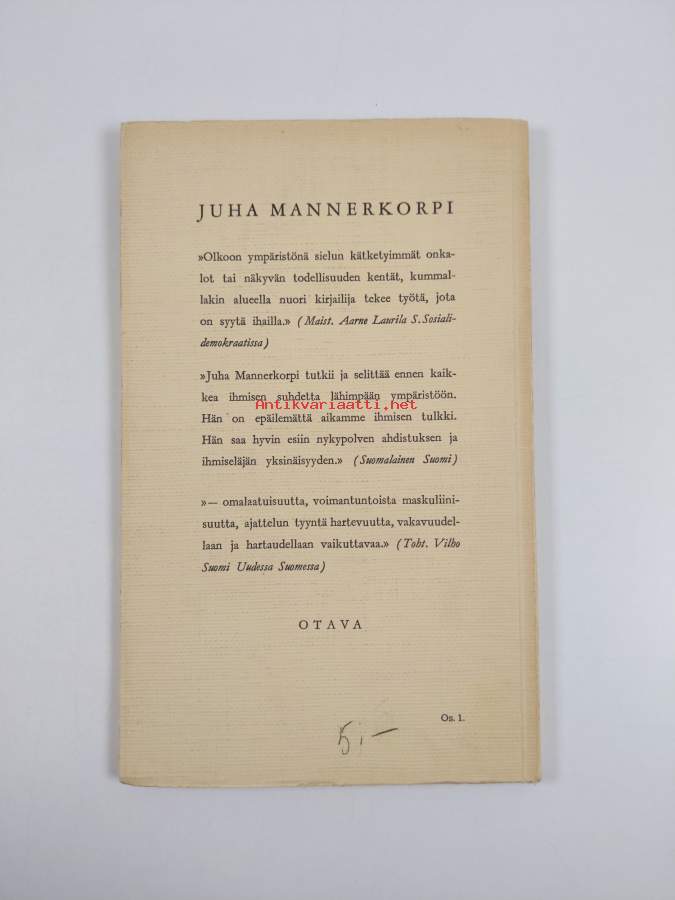 JUHA MANNERKORPI
»Olkoon ympäristönä sielun kätketyimmät onka-
lot tai näkyvän todellisuuden kentät, kummal-
lakin alueella nuori kirjailija tekee työtä, jota
on syytä ihailla.» (Maist. Aarne Laurila S. Sosiali-
demokraatissa)
»Juha Mannerkorpi tutkii ja selittää ennen kaik-
kea ihmisen suhdetta lähimpään ympäristöön.
Antikvariaatti.net
Hän on epäilemättä aikamme ihmisen tulkki.
Hän saa hyvin esiin nykypolven ahdistuksen ja
ihmiseläjän yksinäisyyden.» (Suomalainen Suomi)
»— omalaatuisuutta, voimantuntoista maskuliini-
suutta, ajattelun tyyntä hartevuutta, vakavuudel-
laan ja hartaudellaan vaikuttavaa.» (Toht. Vilho
Suomi Uudessa Suomessa)
OTAVA
Os. 1.
5,—